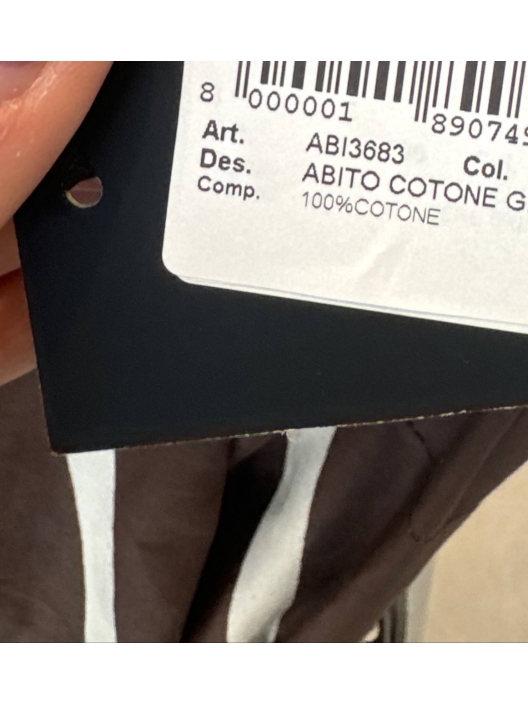 8 000001 89074
Art. ABI3683 Col.
Des. ABITO COTONE G
Comp. 100%COTONE